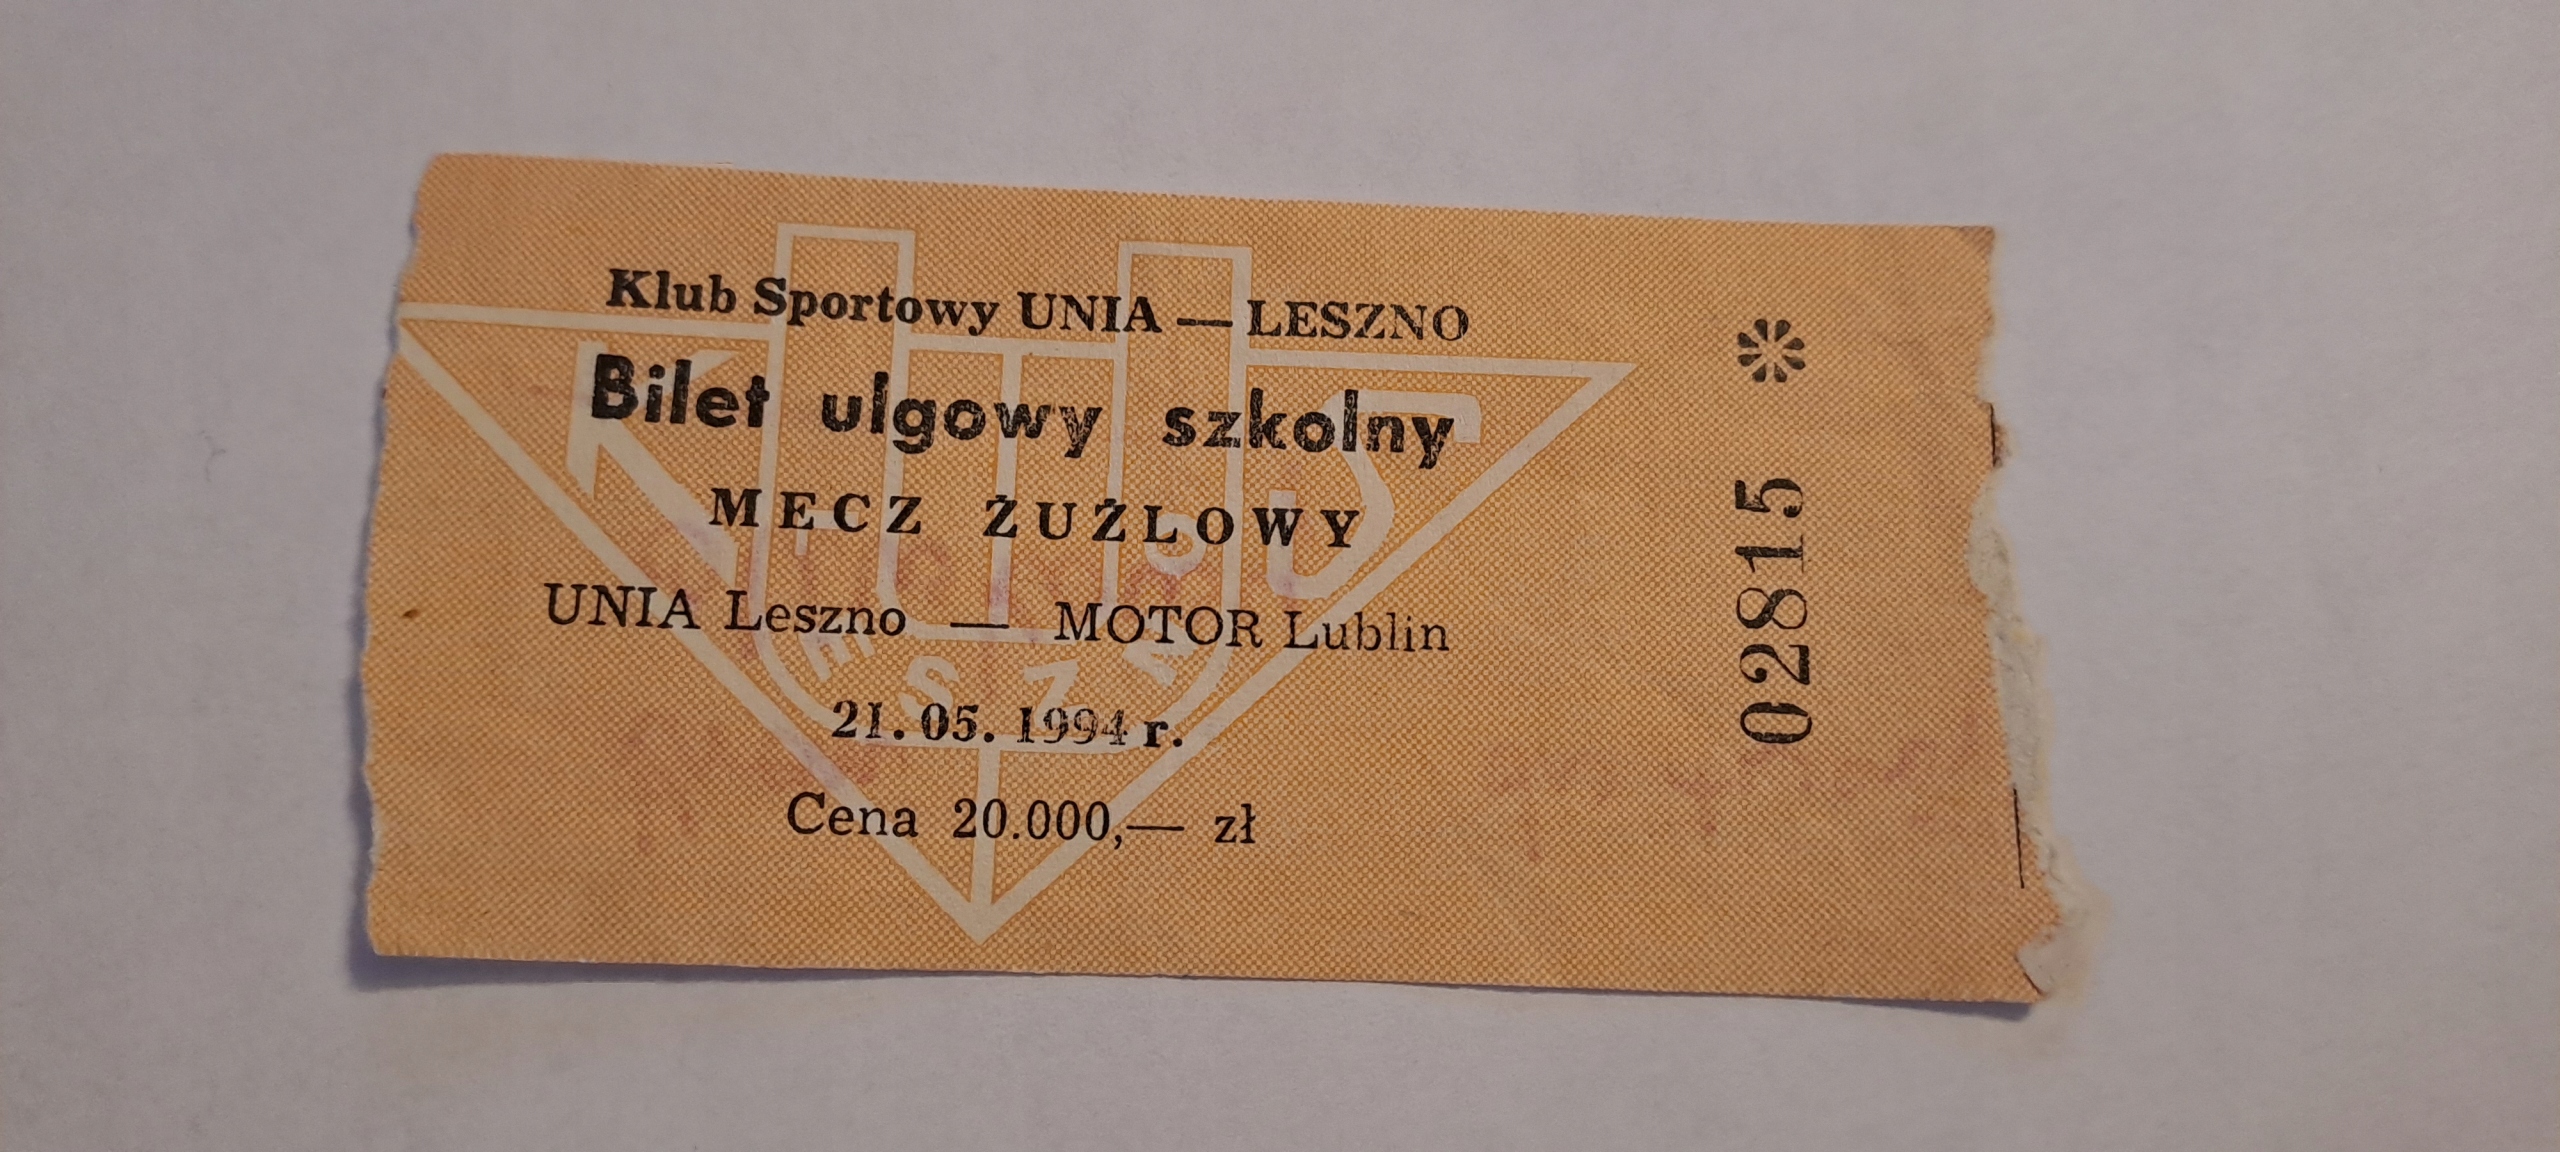 Klub Sportowy UNIA — LESZNO
Bilet ulgowy szkolny
MECZ ŻUŻLOWY
UNIA Leszno — MOTOR Lublin
21.05.1994 r.
Cena 20.000,— zł
02815 *